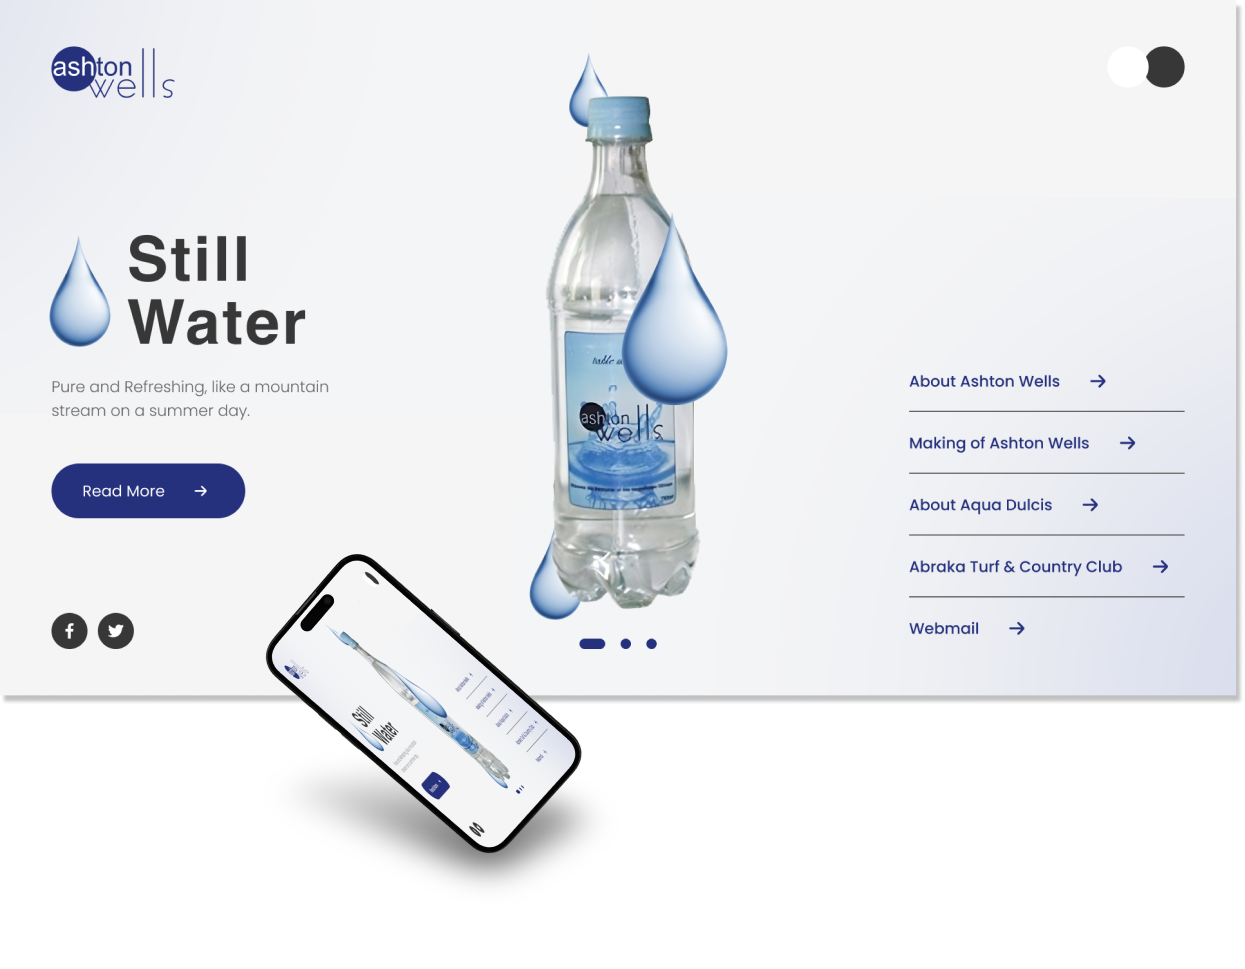 ashton
wells
Still
Water
Pure and Refreshing, like a mountain
stream on a summer day.
Read More
table
ashton
wells
About Ashton Wells
Making of Ashton Wells
About Aqua Dulcis
Abraka Turf & Country Club
Webmail
Still
Water